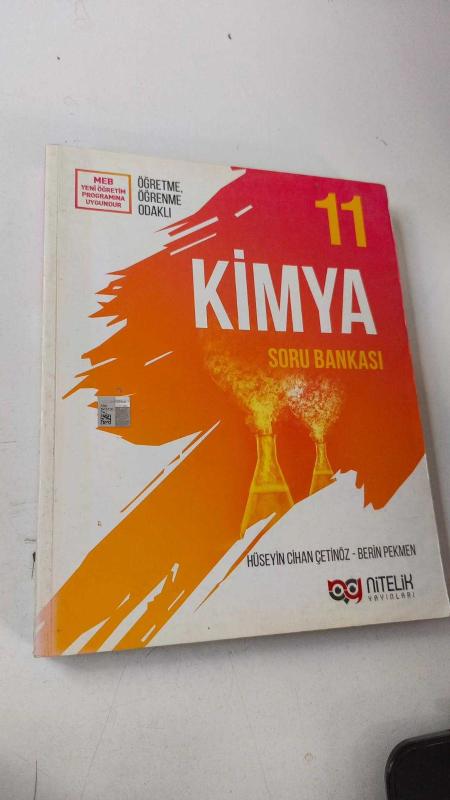 MEB
YENİ ÖĞRETİM
PROGRAMINA
UYGUNDUR
ÖĞRETME,
ÖĞRENME
ODAKLI
11
KİMYA
SORU BANKASI
HÜSEYİN CİHAN ÇETİNÖZ - BERİN PEKMEN
NİTELİK
YAYINLARI